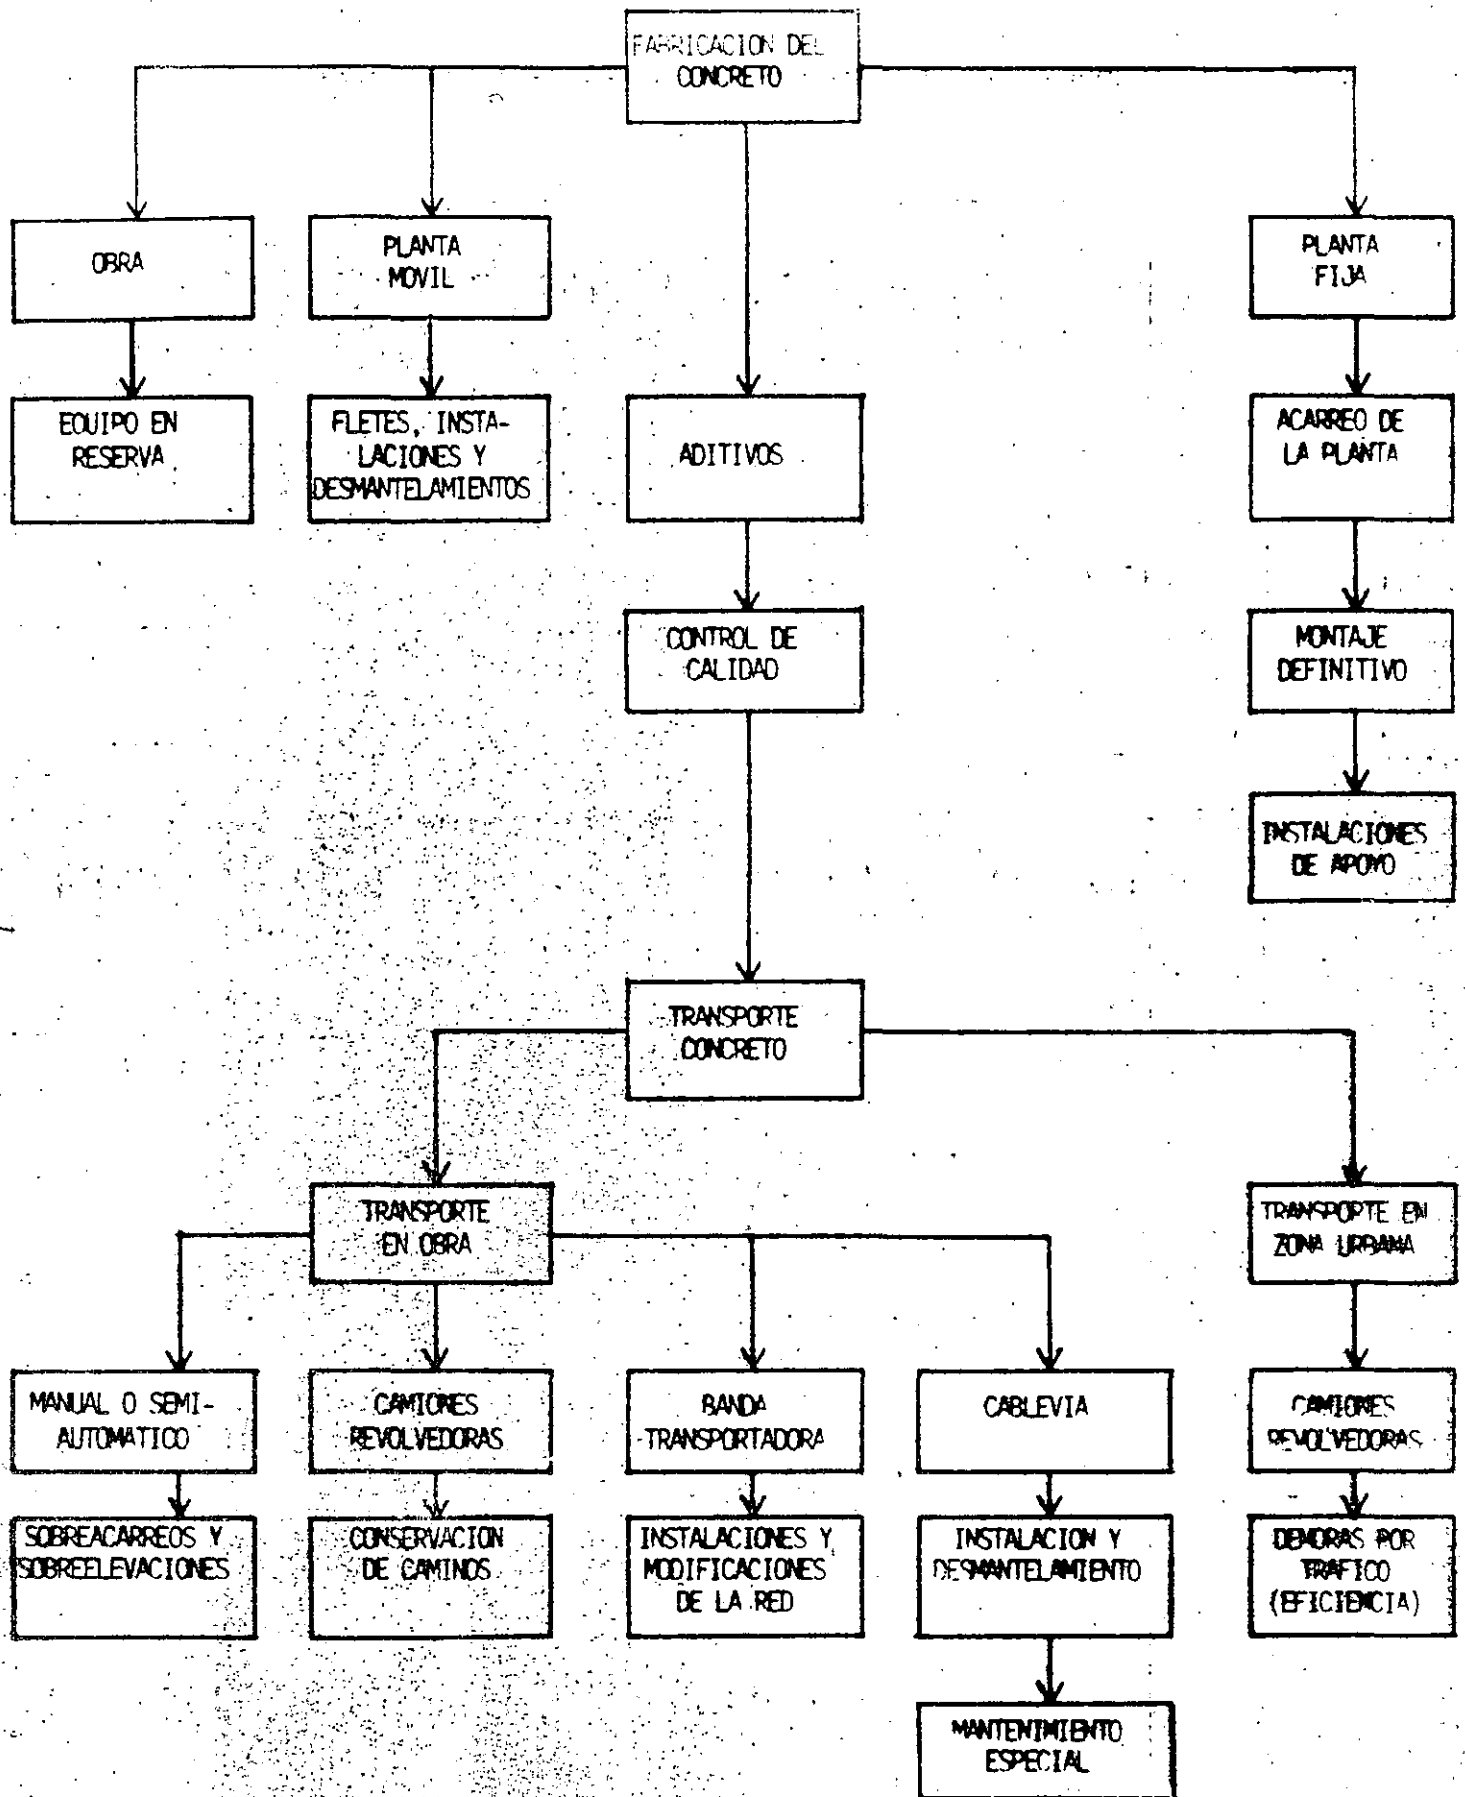 FABRICACION DEL
CONCRETO
OBRA
PLANTA
MOVIL
PLANTA
FIJA
EQUIPO EN
RESERVA
FLETES, INSTA-
LACIONES Y
DESMANTELAMIENTOS
ADITIVOS
ACARREO DE
LA PLANTA
CONTROL DE
CALIDAD
MONTAJE
DEFINITIVO
INSTALACIONES
DE APOYO
TRANSPORTE
CONCRETO
TRANSPORTE
EN OBRA
TRANSPORTE EN
ZONA URBANA
MANUAL O SEMI-
AUTOMATICO
CAMIONES
REVOLVEDORAS
BANDA
TRANSPORTADORA
CABLEVIA
CAMIONES
REVOLVEDORAS
SOBREACARREOS Y
SOBREELEVACIONES
CONSERVACION
DE CAMINOS
INSTALACIONES Y
MODIFICACIONES
DE LA RED
INSTALACION Y
DESMANTELAMIENTO
DEMORAS POR
TRAFICO
(EFICIENCIA)
MANTENIMIENTO
ESPECIAL